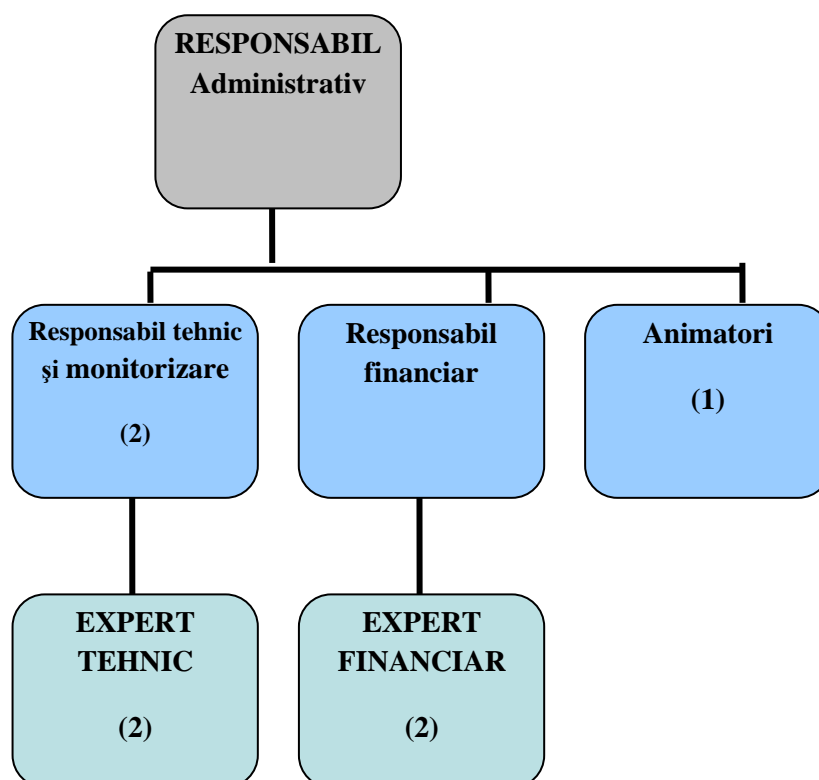 RESPONSABIL
Administrativ
Responsabil tehnic
şi monitorizare
(2)
Responsabil
financiar
Animatori
(1)
EXPERT
TEHNIC
(2)
EXPERT
FINANCIAR
(2)